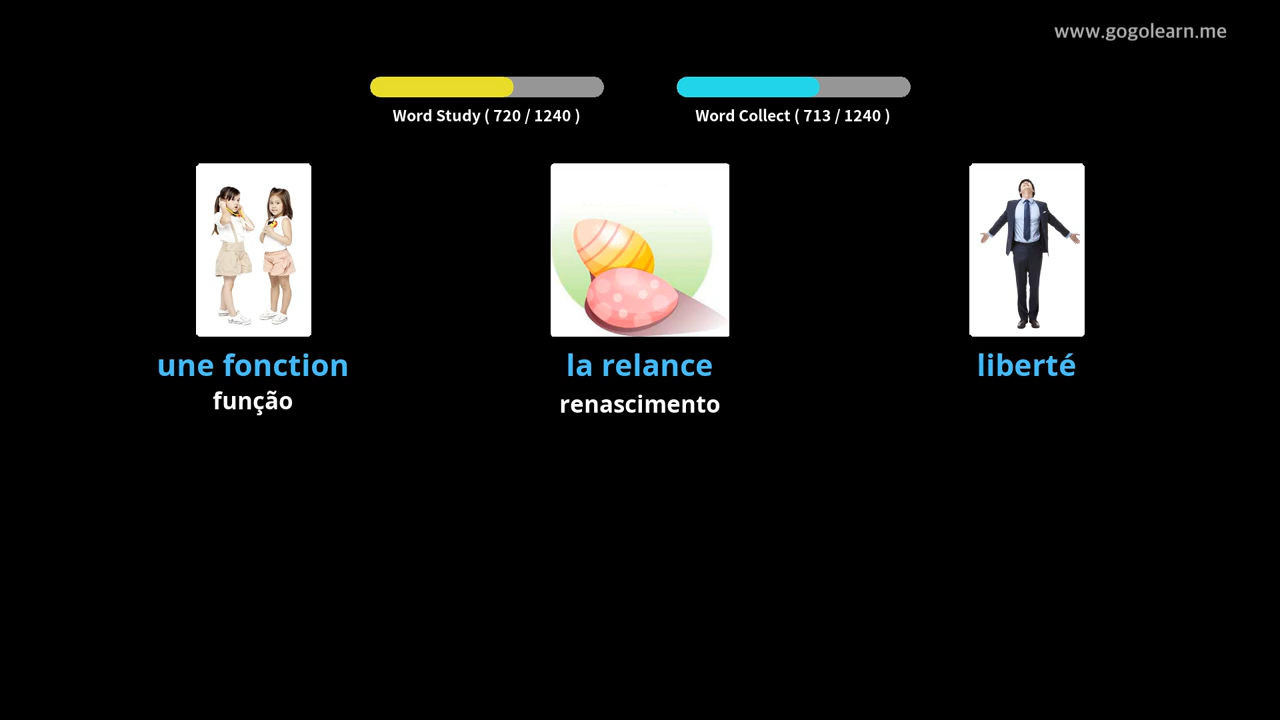 www.gogolearn.me
Word Study ( 720 / 1240 )
Word Collect ( 713 / 1240 )
une fonction
função
la relance
renascimento
liberté